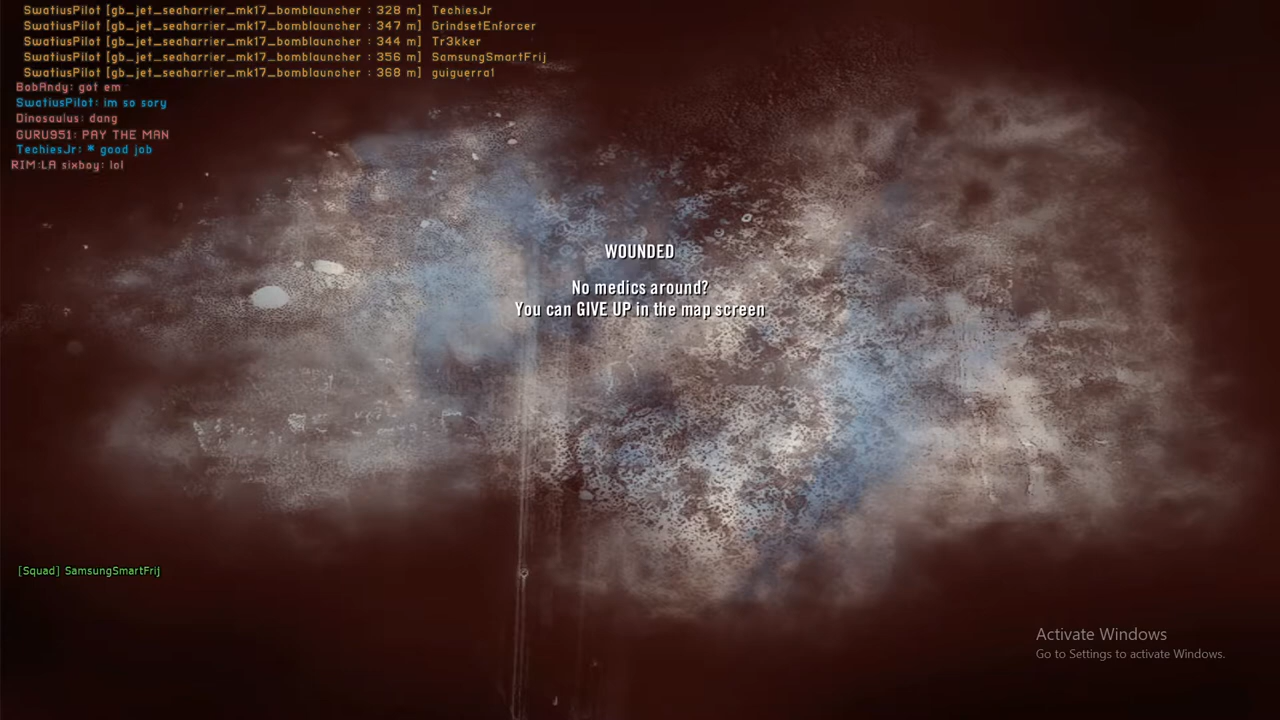 SwatiusPilot [gb_jet_seaharrier_mk17_bomblauncher : 328 m] TechiesJr
SwatiusPilot [gb_jet_seaharrier_mk17_bomblauncher : 347 m] GrindsetEnforcer
SwatiusPilot [gb_jet_seaharrier_mk17_bomblauncher : 344 m] Tr3kker
SwatiusPilot [gb_jet_seaharrier_mk17_bomblauncher : 356 m] SamsungSmartFrij
SwatiusPilot [gb_jet_seaharrier_mk17_bomblauncher : 368 m] guiguerra1
BobAndy: got em
SwatiusPilot: im so sory
Dinosaulus: dang
GURU951: PAY THE MAN
TechiesJr: * good job
RIM:LA sixboy: lol
WOUNDED
No medics around?
You can GIVE UP in the map screen
[Squad] SamsungSmartFrij
Activate Windows
Go to Settings to activate Windows.